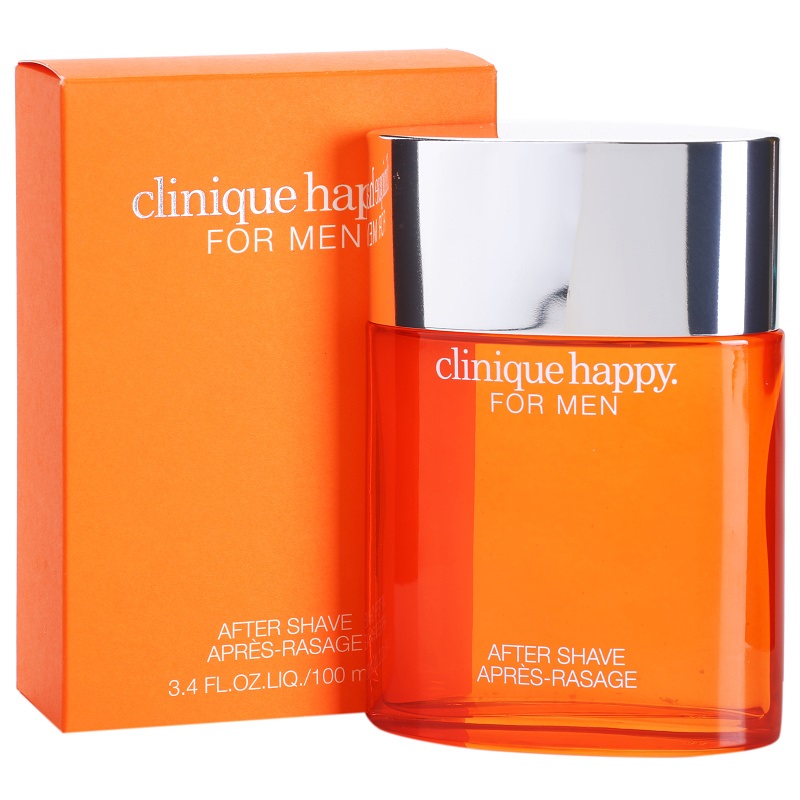 clinique hap
FOR MEN
AFTER SHAVE
APRÈS-RASAGE
3.4 FL.OZ.LIQ./100 m
clinique happy.
FOR MEN
AFTER SHAVE
APRÈS-RASAGE